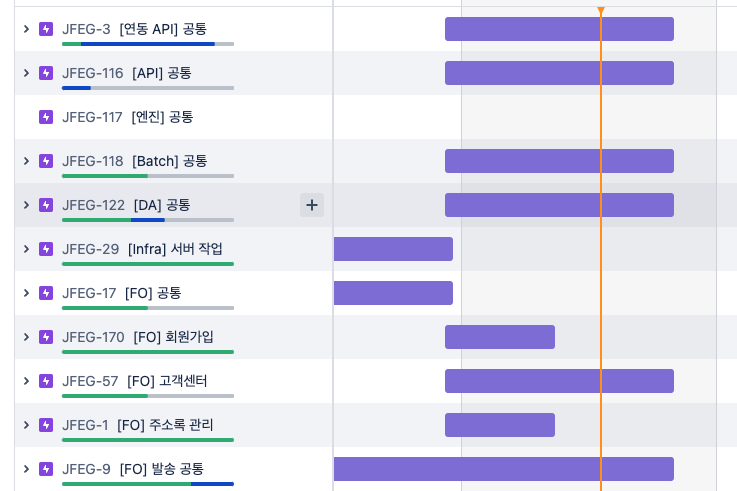 JFEG-3 [연동 API] 공통
JFEG-116 [API] 공통
JFEG-117 [엔진] 공통
JFEG-118 [Batch] 공통
JFEG-122 [DA] 공통
JFEG-29 [Infra] 서버 작업
JFEG-17 [FO] 공통
JFEG-170 [FO] 회원가입
JFEG-57 [FO] 고객센터
JFEG-1 [FO] 주소록 관리
JFEG-9 [FO] 발송 공통